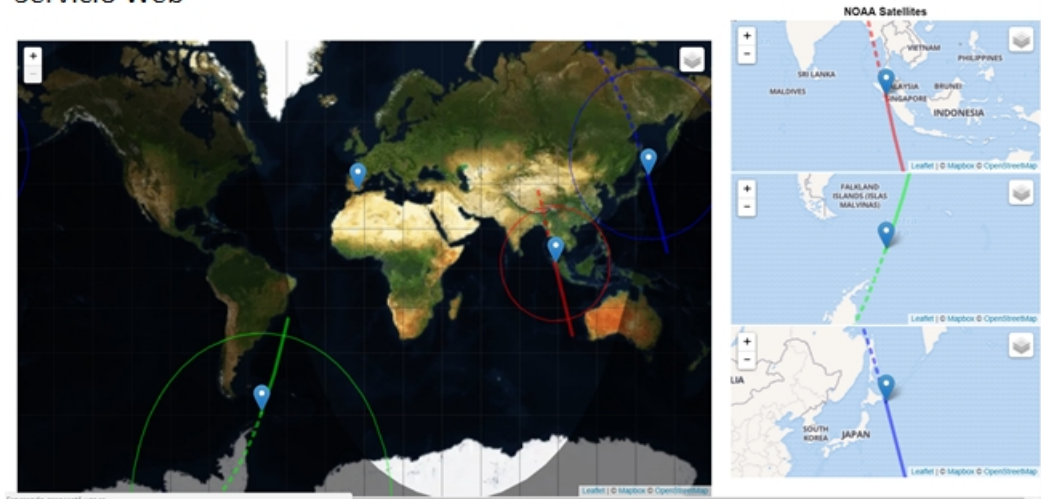 Servicio Web
NOAA Satellites
+
−
Leaflet | © Mapbox © OpenStreetMap
+
−
VIETNAM
PHILIPPINES
SRI LANKA
MALDIVES
MALAYSIA
BRUNEI
SINGAPORE
INDONESIA
Leaflet | © Mapbox © OpenStreetMap
+
−
FALKLAND
ISLANDS (ISLAS
MALVINAS)
Leaflet | © Mapbox © OpenStreetMap
+
−
LIA
SOUTH
KOREA
JAPAN
Leaflet | © Mapbox © OpenStreetMap